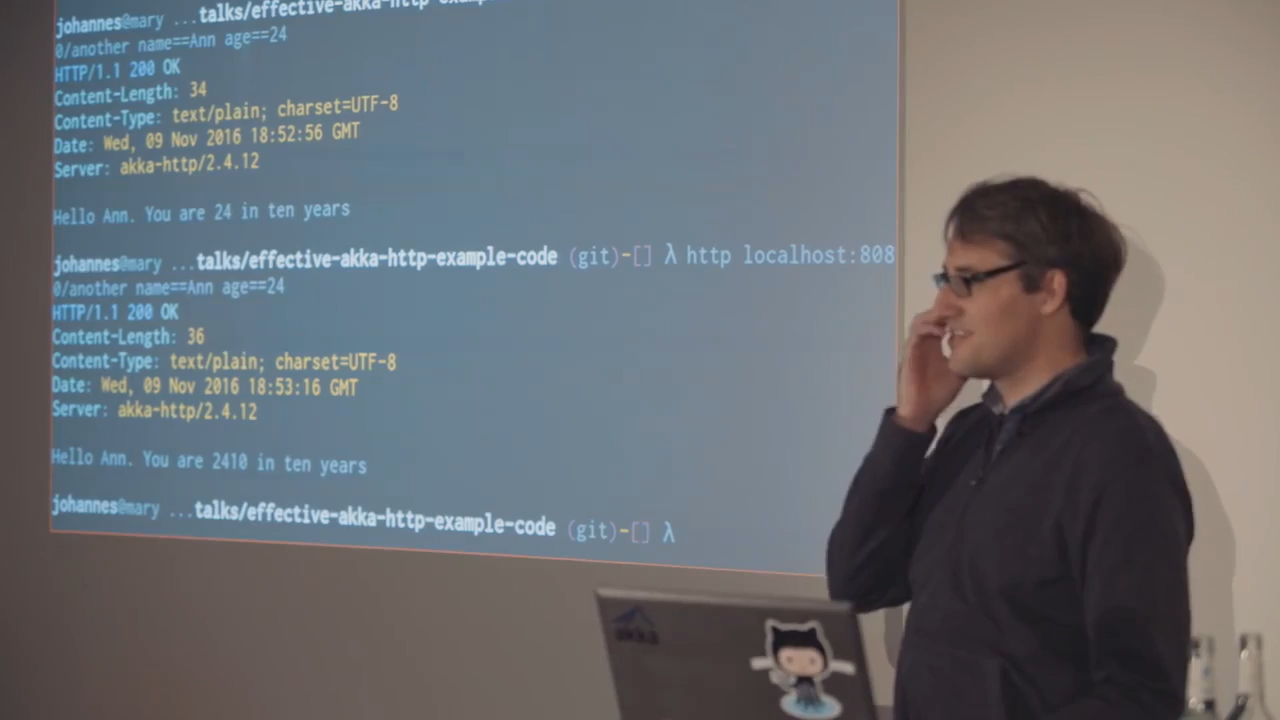 johannes@mary ...talks/effective-akka-http-exam
0/another name==Ann age==24
HTTP/1.1 200 OK
Content-Length: 34
Content-Type: text/plain; charset=UTF-8
Date: Wed, 09 Nov 2016 18:52:56 GMT
Server: akka-http/2.4.12
Hello Ann. You are 24 in ten years
johannes@mary ...talks/effective-akka-http-example-code (git)-[] λ http localhost:808
0/another name==Ann age==24
HTTP/1.1 200 OK
Content-Length: 36
Content-Type: text/plain; charset=UTF-8
Date: Wed, 09 Nov 2016 18:53:16 GMT
Server: akka-http/2.4.12
Hello Ann. You are 2410 in ten years
johannes@mary ...talks/effective-akka-http-example-code (git)-[] λ
akka